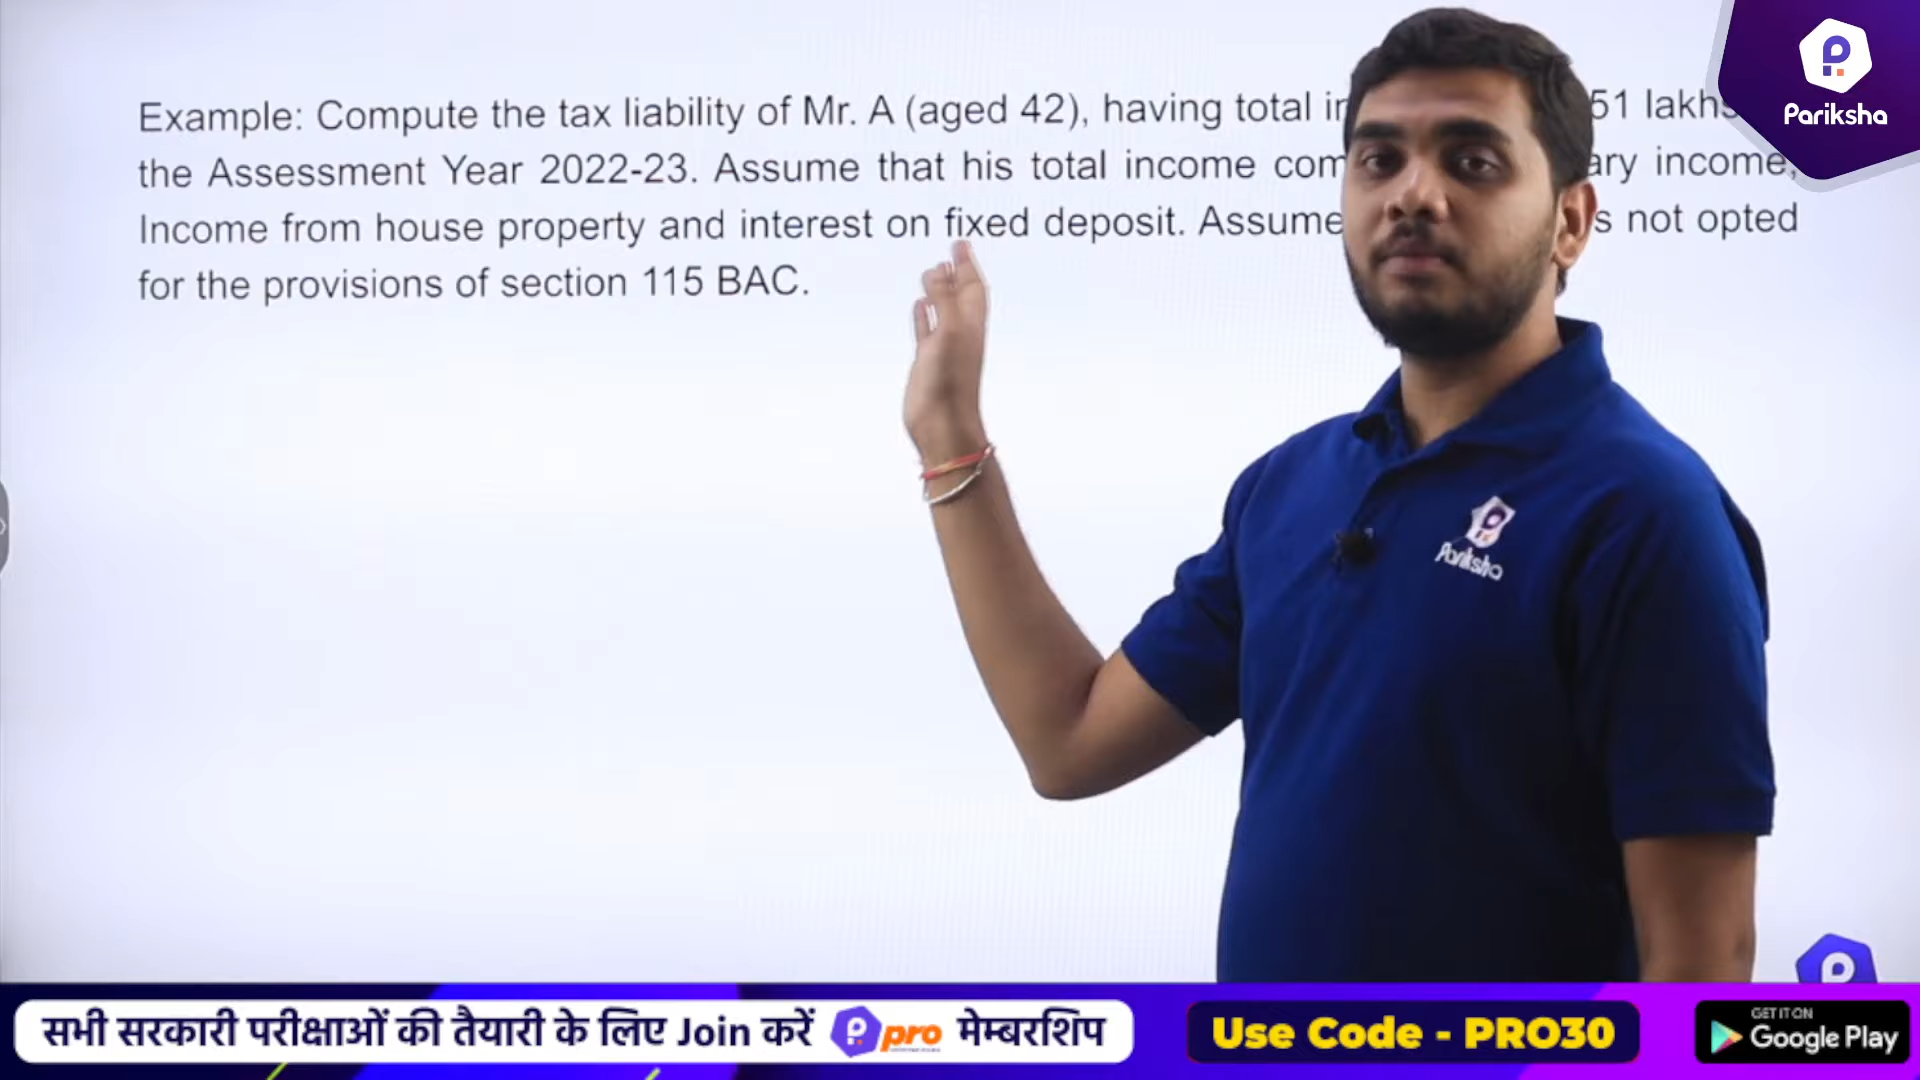 Example: Compute the tax liability of Mr. A (aged 42), having total 51 lakhs
the Assessment Year 2022-23. Assume that his total income income,
Income from house property and interest on fixed deposit. Assume not opted
for the provisions of section 115 BAC.
Pariksha
Pariksha
सभी सरकारी परीक्षाओं की तैयारी के लिए Join करें pro मेम्बरशिप
Use Code - PRO30
GET IT ON
Google Play